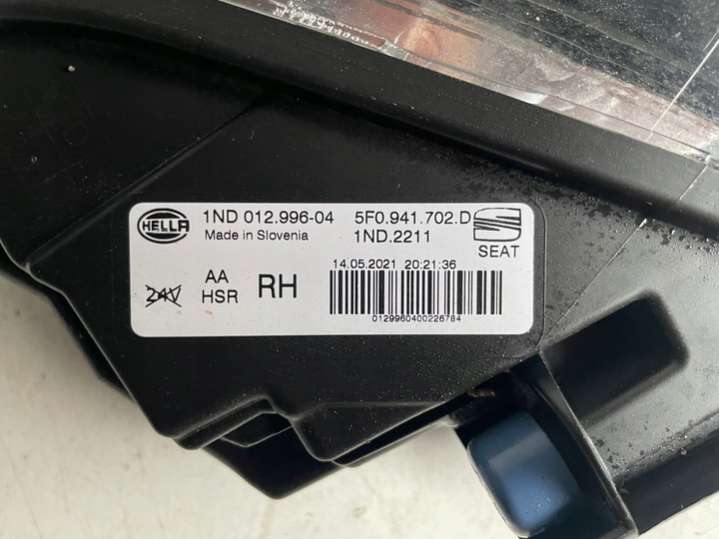 HELLA
1ND 012.996-04 5F0.941.702.D
Made in Slovenia 1ND.2211
SEAT
14.05.2021 20:21:36
24V AA HSR RH
0129960400226784